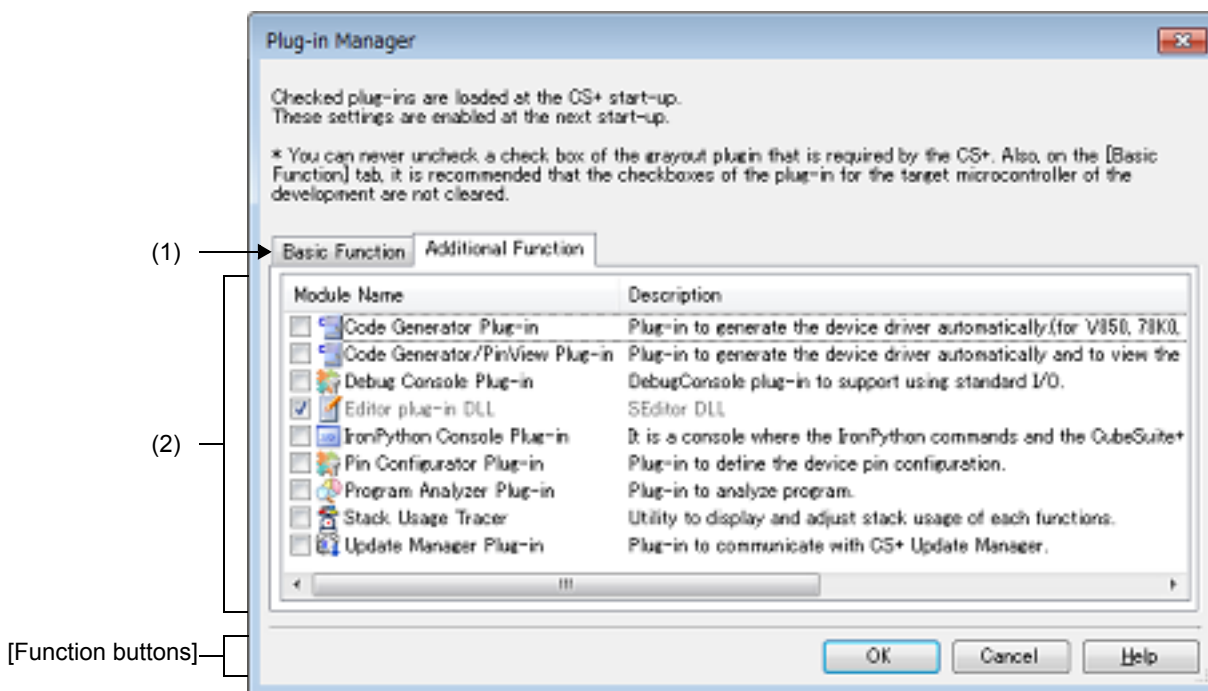 Plug-in Manager
Checked plug-ins are loaded at the CS+ start-up.
These settings are enabled at the next start-up.
* You can never uncheck a check box of the grayout plugin that is required by the CS+. Also, on the [Basic
Function] tab, it is recommended that the checkboxes of the plug-in for the target microcontroller of the
development are not cleared.
(1)
Basic Function Additional Function
Module Name Description
Code Generator Plug-in Plug-in to generate the device driver automatically.(for V850, 78K0,
Code Generator/PinView Plug-in Plug-in to generate the device driver automatically and to view the
Debug Console Plug-in DebugConsole plug-in to support using standard I/O.
Editor plug-in DLL SEditor DLL
(2)
IronPython Console Plug-in It is a console where the IronPython commands and the CubeSuite+
Pin Configurator Plug-in Plug-in to define the device pin configuration.
Program Analyzer Plug-in Plug-in to analyze program.
Stack Usage Tracer Utility to display and adjust stack usage of each functions.
Update Manager Plug-in Plug-in to communicate with CS+ Update Manager.
[Function buttons]
OK Cancel Help